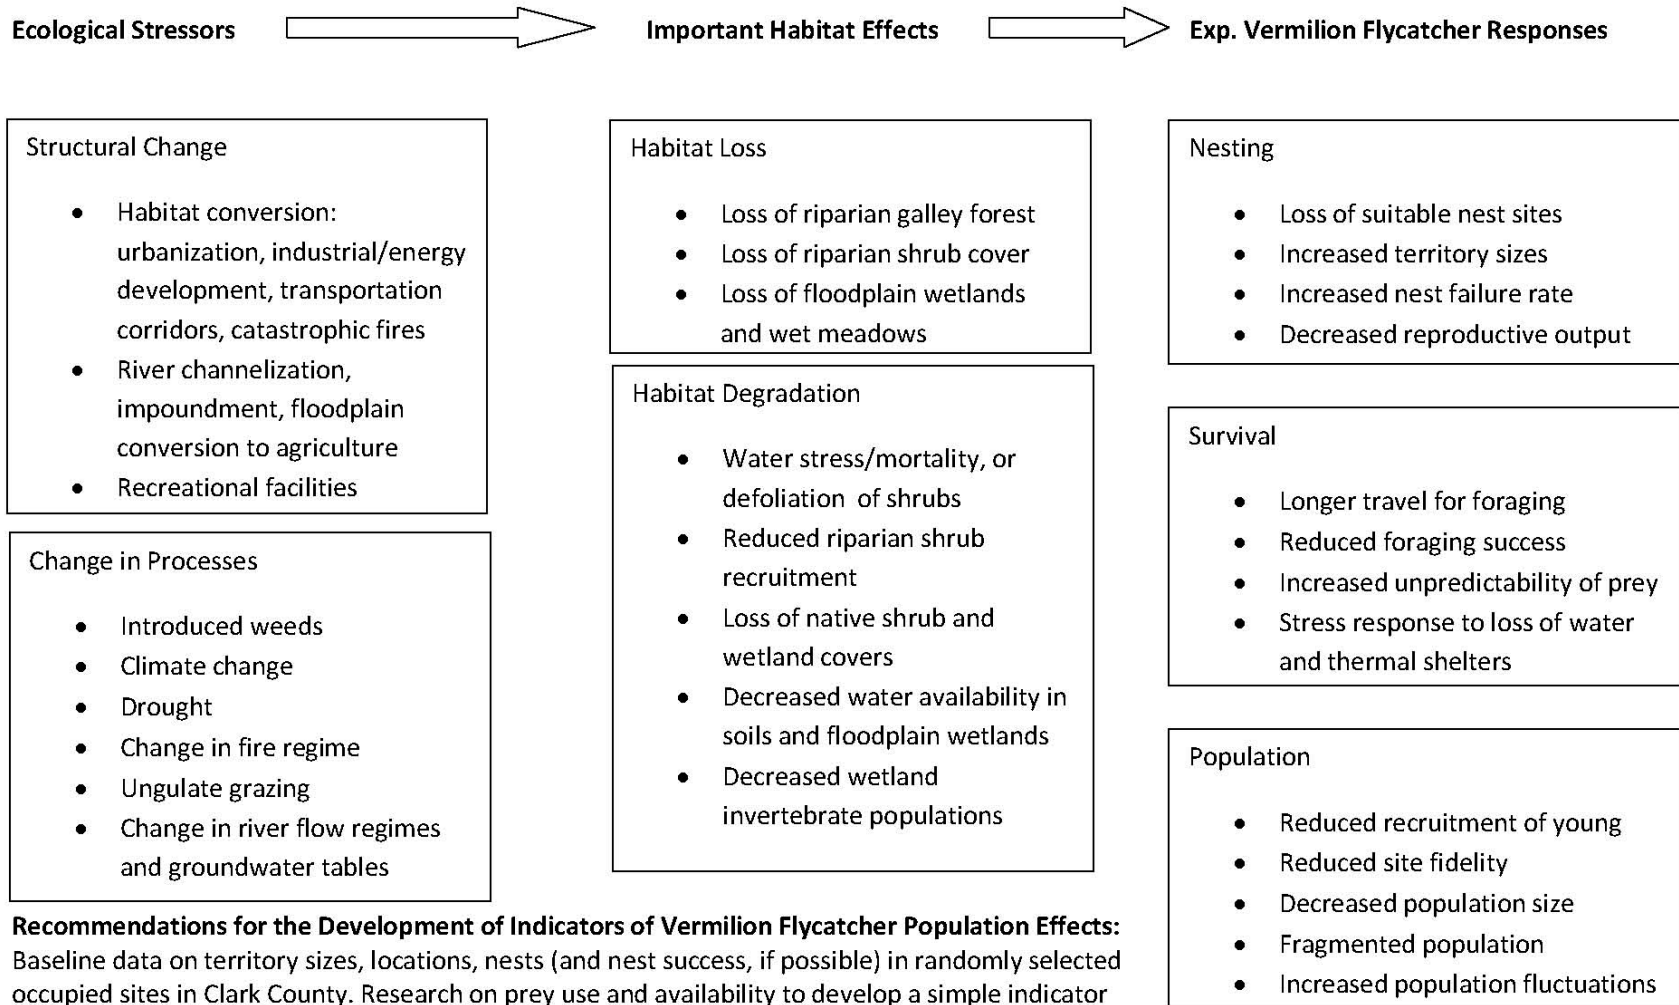 Ecological Stressors
Important Habitat Effects
Exp. Vermilion Flycatcher Responses
Structural Change
• Habitat conversion:
urbanization, industrial/energy
development, transportation
corridors, catastrophic fires
• River channelization,
impoundment, floodplain
conversion to agriculture
• Recreational facilities
Change in Processes
• Introduced weeds
• Climate change
• Drought
• Change in fire regime
• Ungulate grazing
• Change in river flow regimes
and groundwater tables
Habitat Loss
• Loss of riparian galley forest
• Loss of riparian shrub cover
• Loss of floodplain wetlands
and wet meadows
Habitat Degradation
• Water stress/mortality, or
defoliation of shrubs
• Reduced riparian shrub
recruitment
• Loss of native shrub and
wetland covers
• Decreased water availability in
soils and floodplain wetlands
• Decreased wetland
invertebrate populations
Nesting
• Loss of suitable nest sites
• Increased territory sizes
• Increased nest failure rate
• Decreased reproductive output
Survival
• Longer travel for foraging
• Reduced foraging success
• Increased unpredictability of prey
• Stress response to loss of water
and thermal shelters
Population
• Reduced recruitment of young
• Reduced site fidelity
• Decreased population size
• Fragmented population
• Increased population fluctuations
Recommendations for the Development of Indicators of Vermilion Flycatcher Population Effects:
Baseline data on territory sizes, locations, nests (and nest success, if possible) in randomly selected
occupied sites in Clark County. Research on prey use and availability to develop a simple indicator